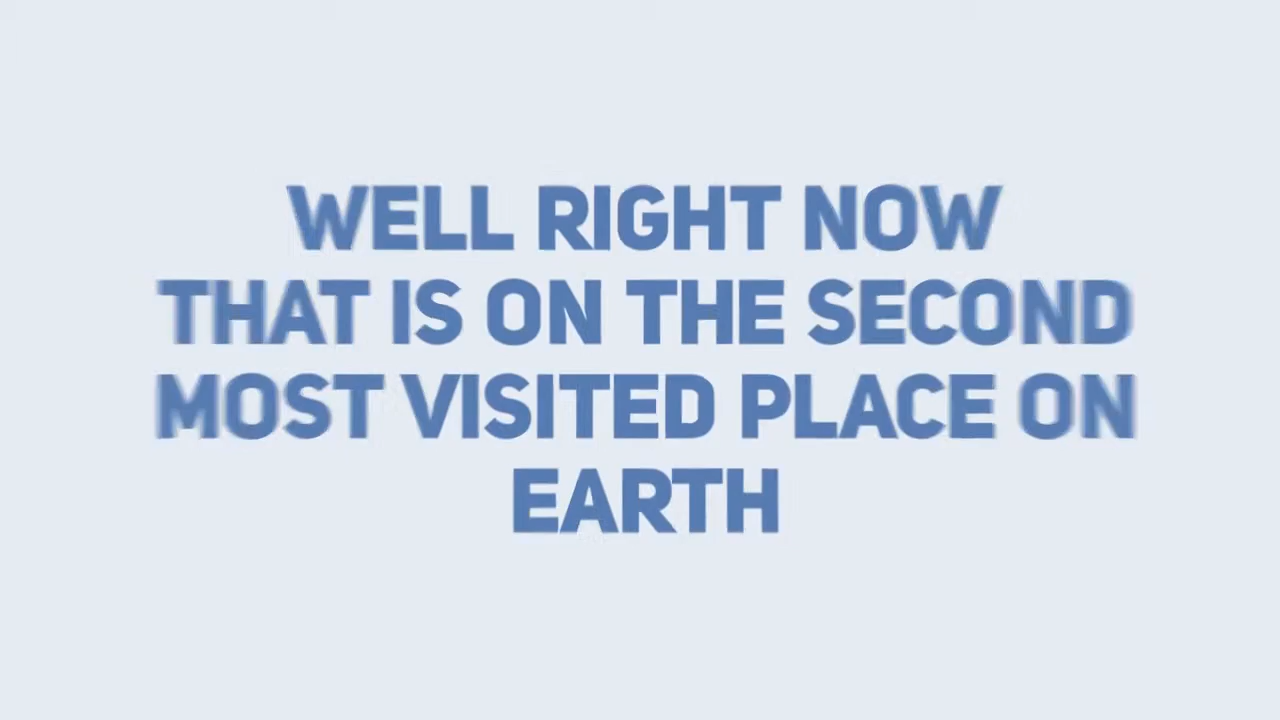 WELL RIGHT NOW
THAT IS ON THE SECOND
MOST VISITED PLACE ON
EARTH